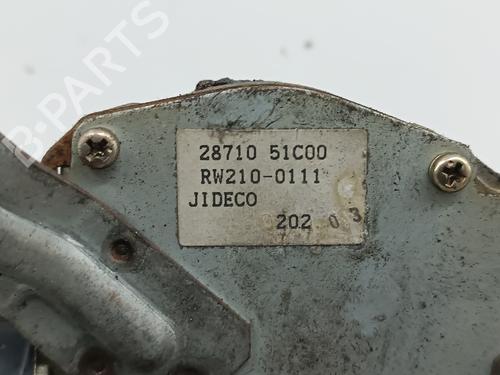 28710 51C00
RW210-0111
JIDECO
202 03
B-PARTS